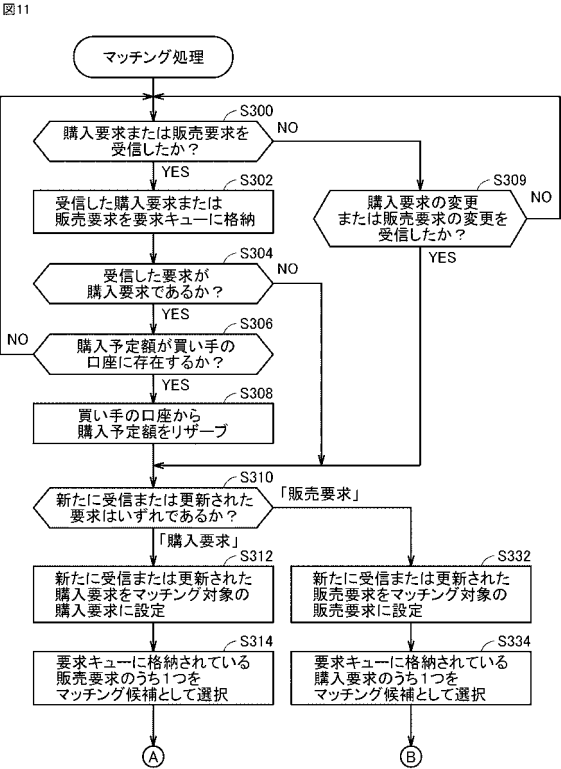 図11
マッチング処理
S300
購入要求または販売要求を
受信したか？
NO
YES
S302
受信した購入要求または
販売要求を要求キューに格納
S309
購入要求の変更
または販売要求の変更を
受信したか？
NO
YES
S304
受信した要求が
購入要求であるか？
NO
YES
S306
購入予定額が買い手の
口座に存在するか？
NO
YES
S308
買い手の口座から
購入予定額をリザーブ
S310
新たに受信または更新された
要求はいずれであるか？
「販売要求」
「購入要求」
S312
新たに受信または更新された
購入要求をマッチング対象の
購入要求に設定
S332
新たに受信または更新された
販売要求をマッチング対象の
販売要求に設定
S314
要求キューに格納されている
販売要求のうち1つを
マッチング候補として選択
S334
要求キューに格納されている
購入要求のうち1つを
マッチング候補として選択
A
B